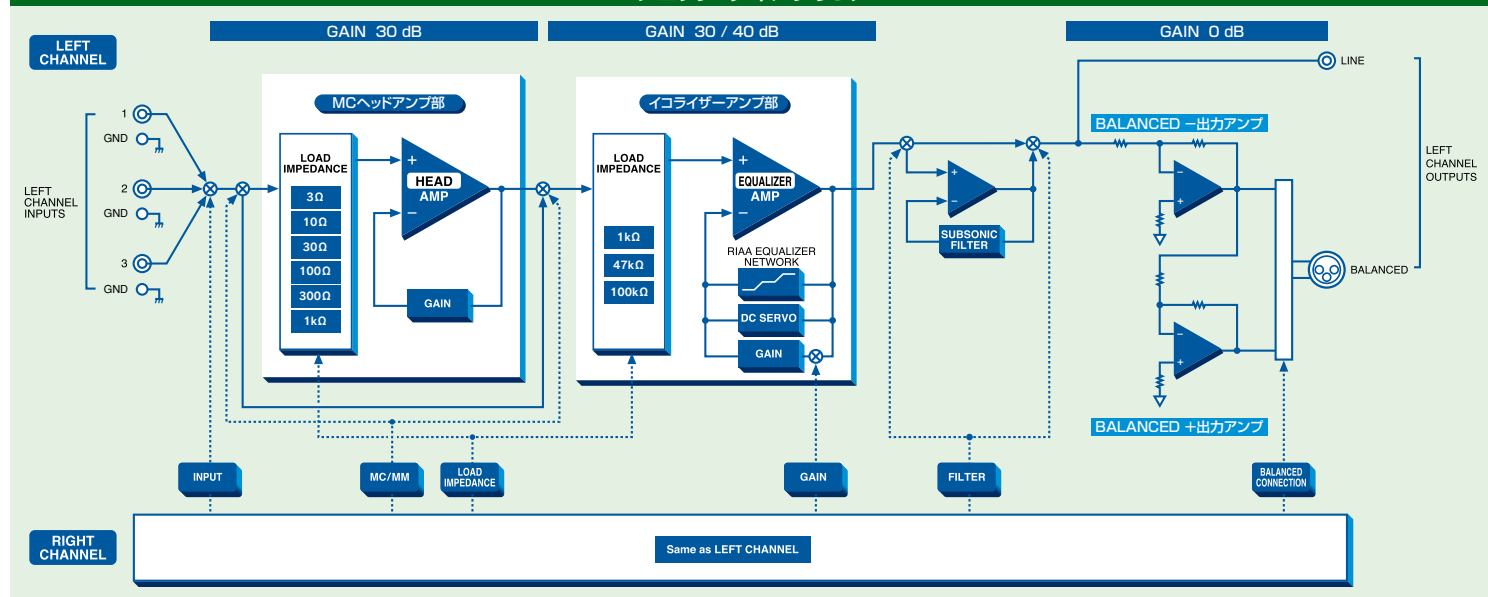 GAIN 30 dB
GAIN 30 / 40 dB
GAIN 0 dB
LEFT
CHANNEL
LINE
MCヘッドアンプ部
イコライザーアンプ部
1
GND
2
GND
3
GND
LEFT
CHANNEL
INPUTS
LOAD
IMPEDANCE
3Ω
10Ω
30Ω
100Ω
300Ω
1kΩ
+
HEAD
AMP
−
GAIN
LOAD
IMPEDANCE
1kΩ
47kΩ
100kΩ
+
EQUALIZER
AMP
−
RIAA EQUALIZER
NETWORK
DC SERVO
GAIN
+
−
SUBSONIC
FILTER
BALANCED −出力アンプ
−
+
−
+
BALANCED +出力アンプ
LEFT
CHANNEL
OUTPUTS
BALANCED
INPUT
MC/MM
LOAD
IMPEDANCE
GAIN
FILTER
BALANCED
CONNECTION
RIGHT
CHANNEL
Same as LEFT CHANNEL